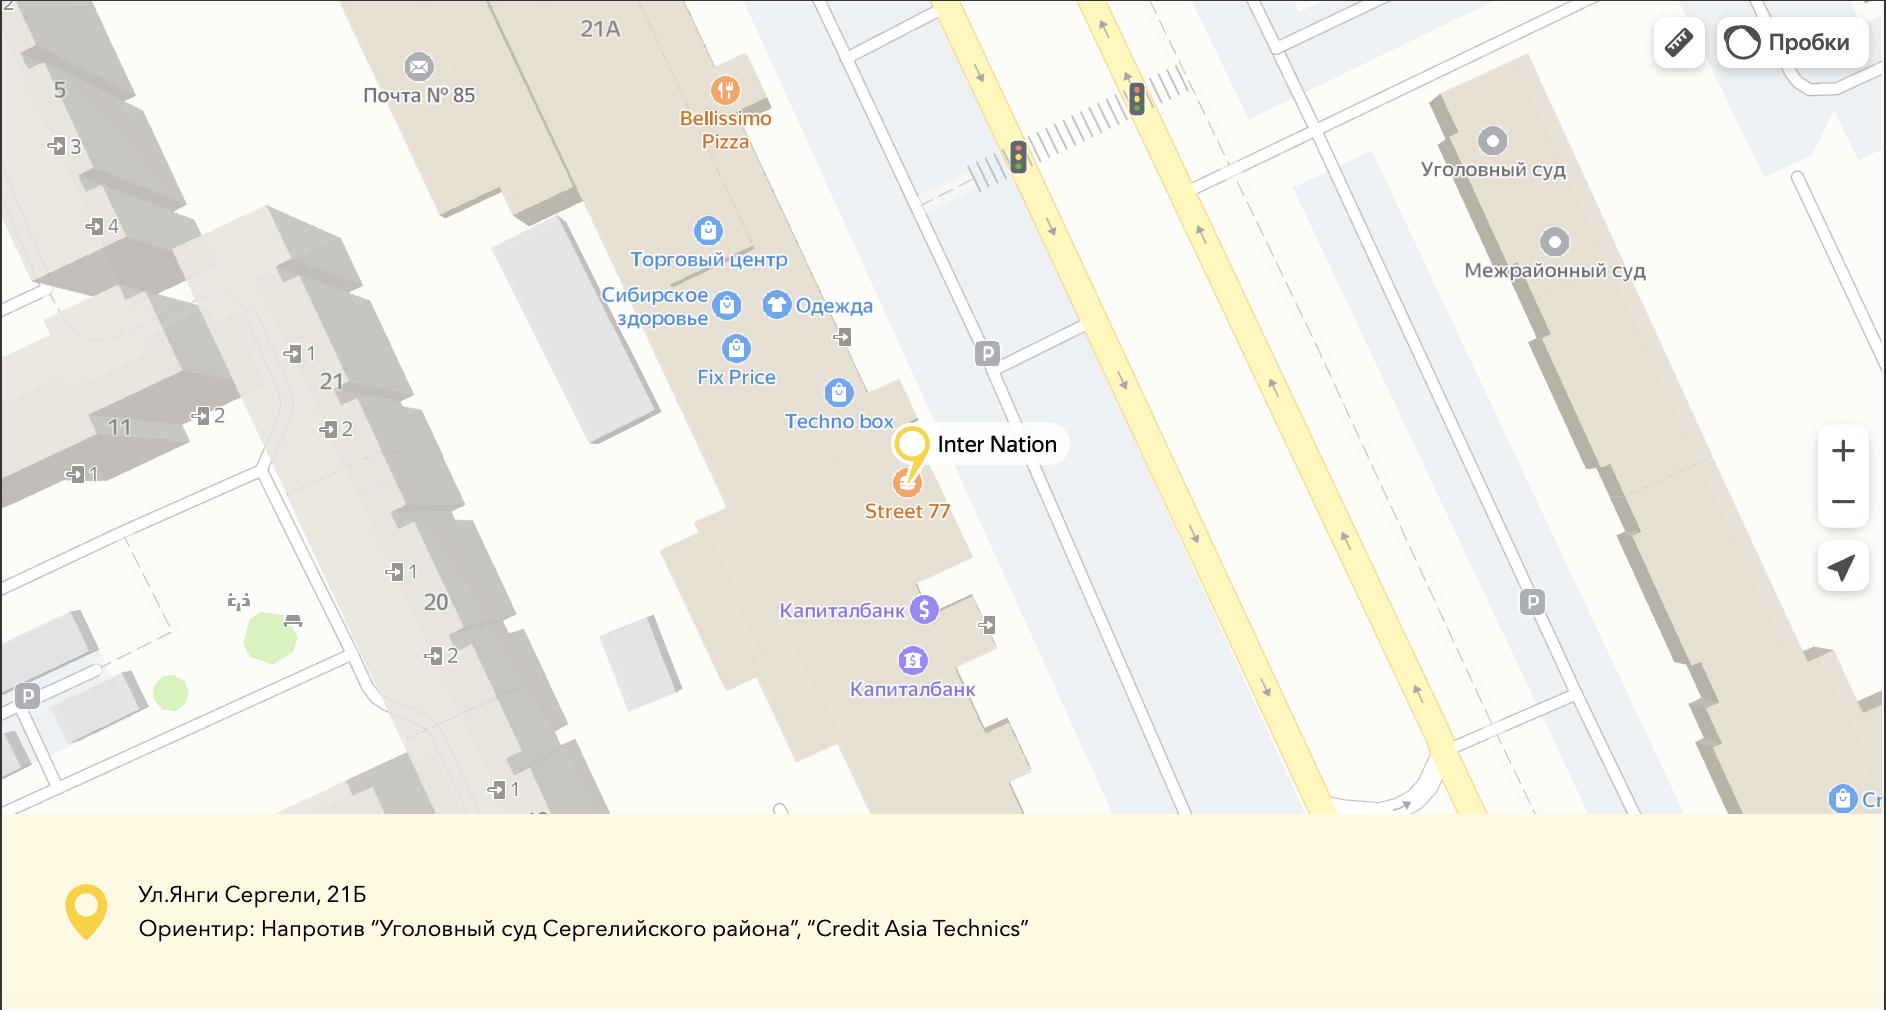 2
21А
Пробки
Почта № 85
5
Bellissimo
Pizza
3
Уголовный суд
4
Торговый центр
Межрайонный суд
Сибирское
здоровье
Одежда
1
Fix Price
21
P
2
2
Techno box
11
Inter Nation
1
Street 77
1
20
Капиталбанк
P
2
Капиталбанк
P
1
Ул.Янги Сергели, 21Б
Ориентир: Напротив “Уголовный суд Сергелийского района”, “Credit Asia Technics”